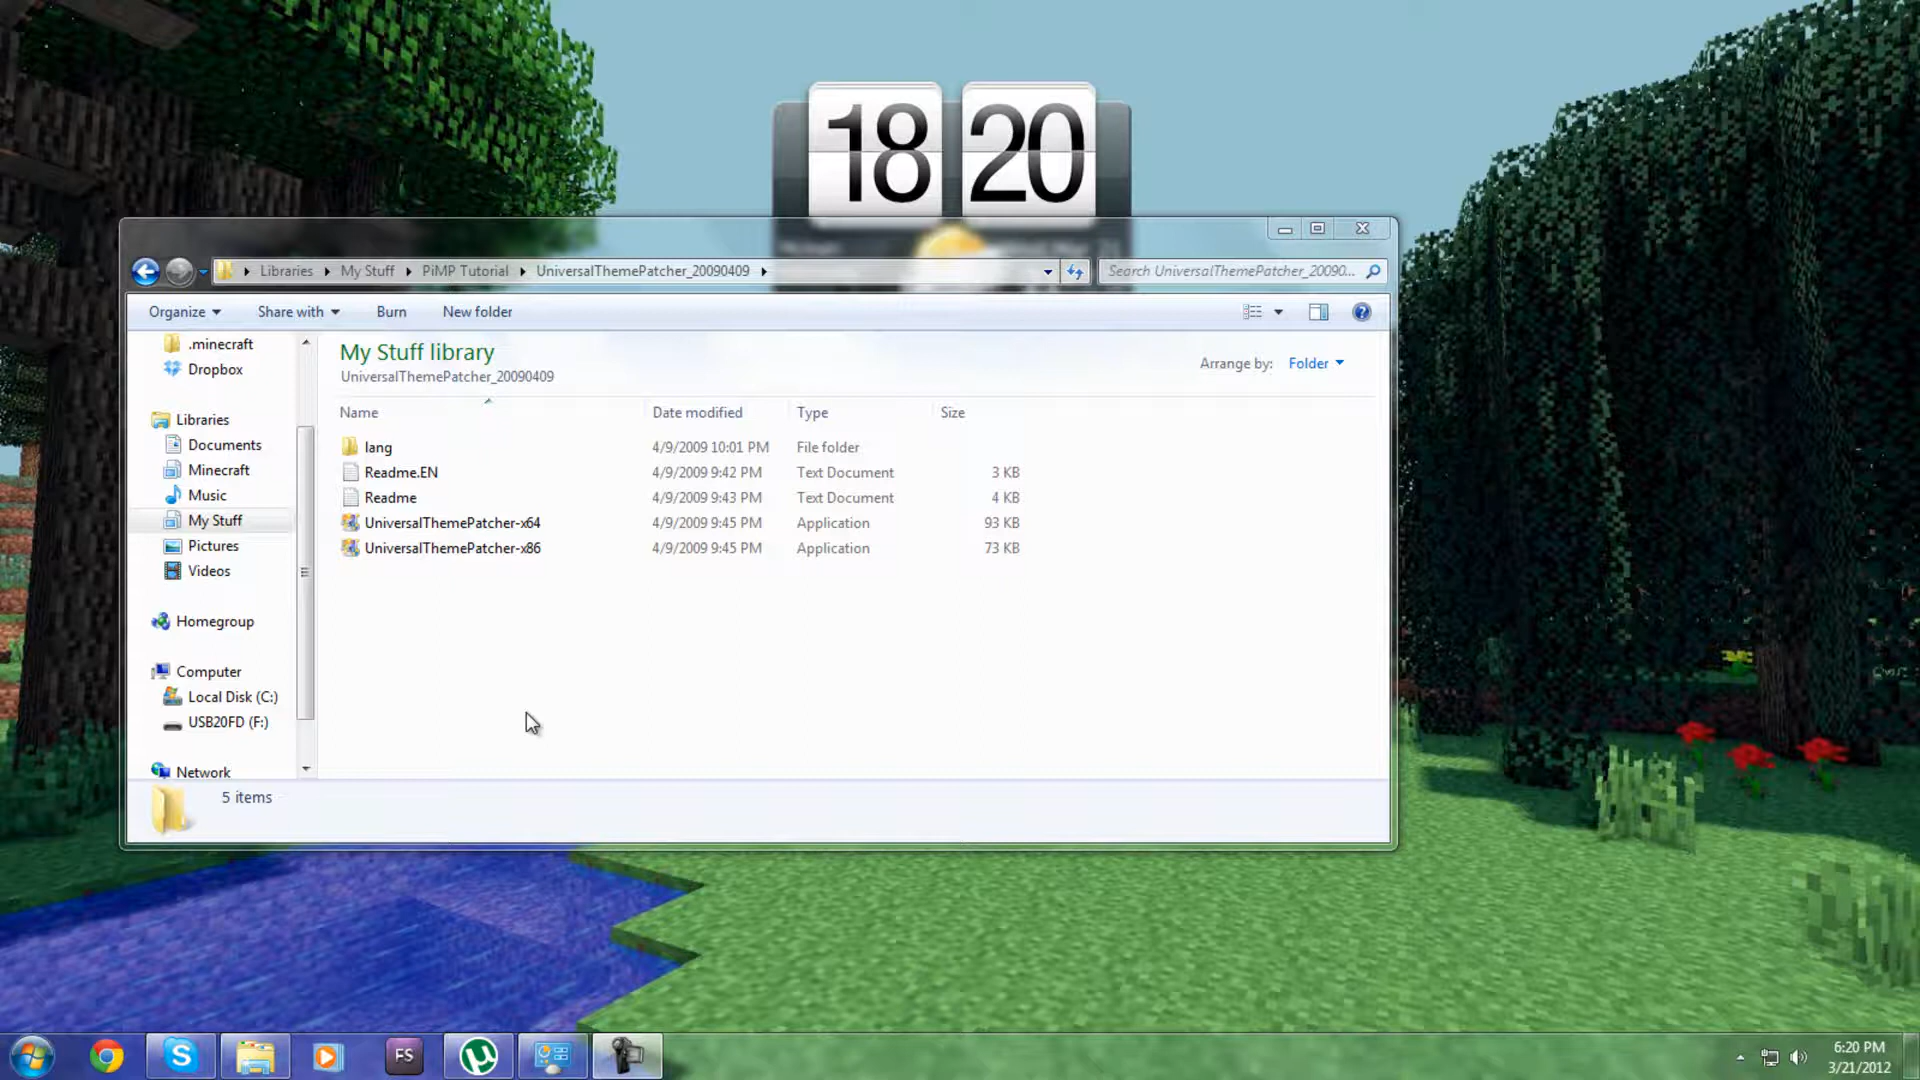 18 20
Libraries My Stuff PiMP Tutorial UniversalThemePatcher_20090409
Search UniversalThemePatcher_20090...
Organize Share with Burn New folder
.minecraft
Dropbox
Libraries
Documents
Minecraft
Music
My Stuff
Pictures
Videos
Homegroup
Computer
Local Disk (C:)
USB20FD (F:)
Network
My Stuff library
UniversalThemePatcher_20090409
Arrange by: Folder
Name Date modified Type Size
lang 4/9/2009 10:01 PM File folder
Readme.EN 4/9/2009 9:42 PM Text Document 3 KB
Readme 4/9/2009 9:43 PM Text Document 4 KB
UniversalThemePatcher-x64 4/9/2009 9:45 PM Application 93 KB
UniversalThemePatcher-x86 4/9/2009 9:45 PM Application 73 KB
5 items
FS
6:20 PM
3/21/2012